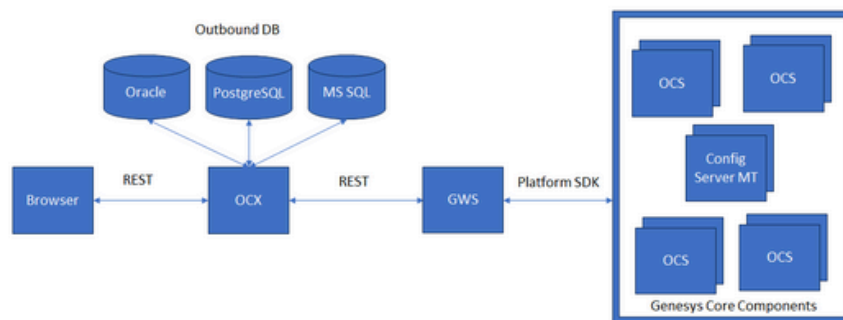 Outbound DB
Oracle
PostgreSQL
MS SQL
Browser
REST
OCX
REST
GWS
Platform SDK
OCS
OCS
Config
Server MT
OCS
OCS
Genesys Core Components